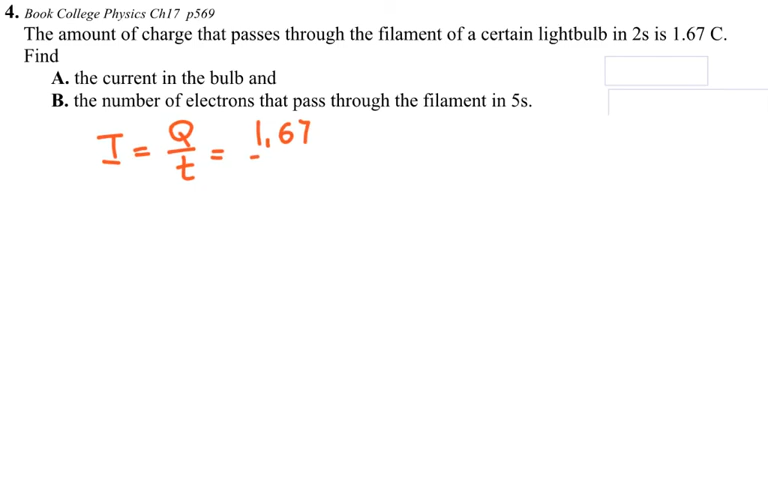 4. Book College Physics Ch17 p569
The amount of charge that passes through the filament of a certain lightbulb in 2s is 1.67 C.
Find
A. the current in the bulb and
B. the number of electrons that pass through the filament in 5s.
I = Q/t = 1,67